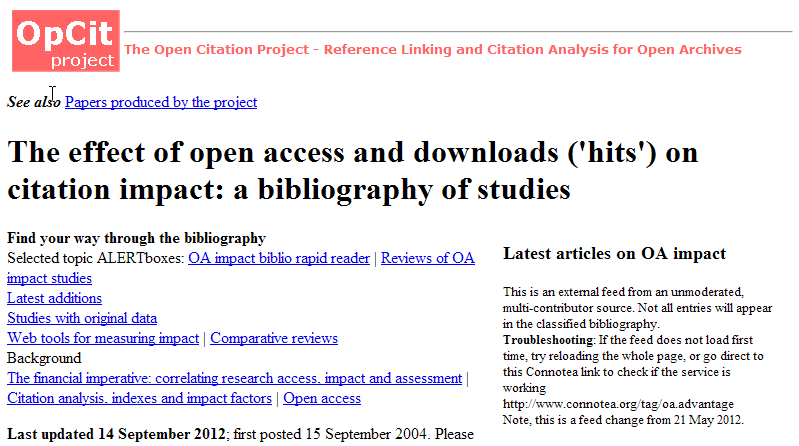 OpCit
project
The Open Citation Project - Reference Linking and Citation Analysis for Open Archives
See also Papers produced by the project
The effect of open access and downloads ('hits') on
citation impact: a bibliography of studies
Find your way through the bibliography
Selected topic ALERTboxes: OA impact biblio rapid reader | Reviews of OA
impact studies
Latest additions
Studies with original data
Web tools for measuring impact | Comparative reviews
Background
The financial imperative: correlating research access, impact and assessment |
Citation analysis, indexes and impact factors | Open access
Last updated 14 September 2012; first posted 15 September 2004. Please
Latest articles on OA impact
This is an external feed from an unmoderated,
multi-contributor source. Not all entries will appear
in the classified bibliography.
Troubleshooting: If the feed does not load first
time, try reloading the whole page, or go direct to
this Connotea link to check if the service is
working
http://www.connotea.org/tag/oa.advantage
Note, this is a feed change from 21 May 2012.